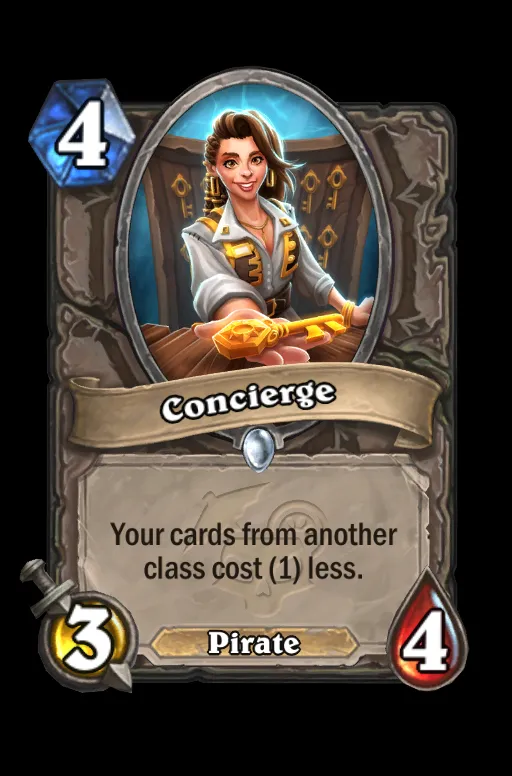 4
Concierge
Your cards from another
class cost (1) less.
3
Pirate
4